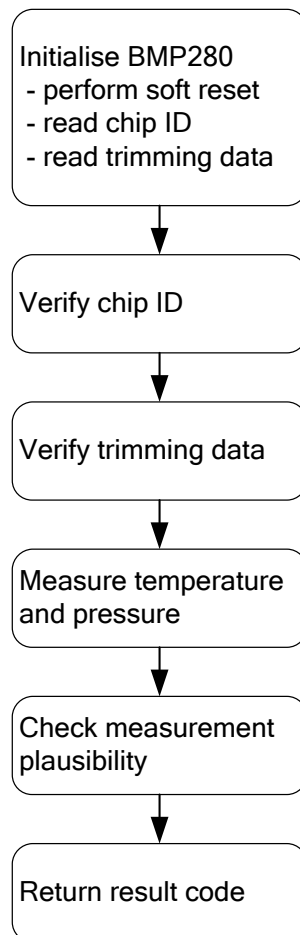 Initialise BMP280
- perform soft reset
- read chip ID
- read trimming data
Verify chip ID
Verify trimming data
Measure temperature
and pressure
Check measurement
plausibility
Return result code